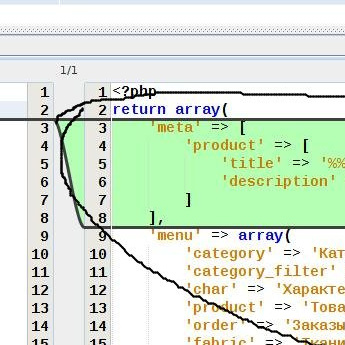 1/1
1 1 <?php
2 2 return array(
3 3 'meta' => [
4 4 'product' => [
5 5 'title' => '%%
6 6 'description'
7 7 ]
8 8 ],
9 9 'menu' => array(
10 10 'category' => 'Кат
11 11 'category_filter'
12 12 'char' => 'Характе
13 13 'product' => 'Това
14 14 'order' => 'Заказы
15 15 'fabric' => 'Ткани